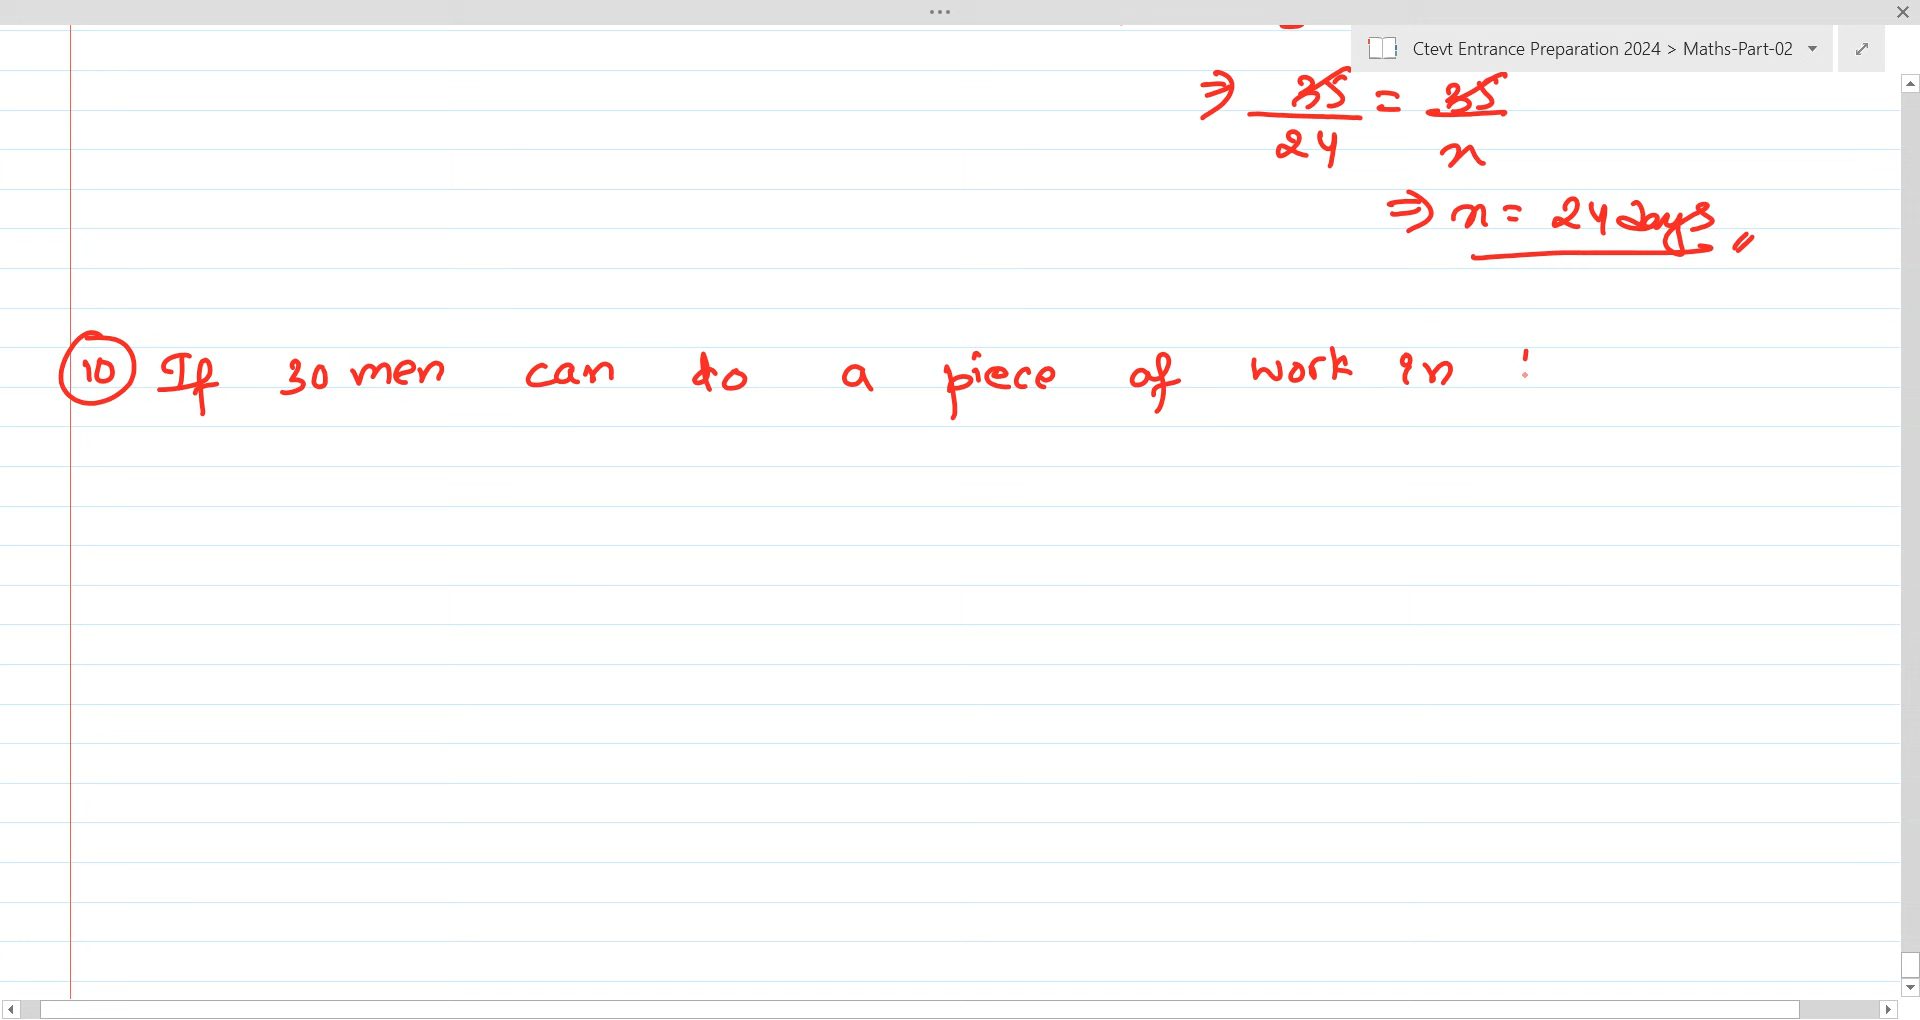 Ctevt Entrance Preparation 2024 > Maths-Part-02
⇒ 35/24 = 35/n
⇒ n = 24 days
10 If 30 men can do a piece of work in